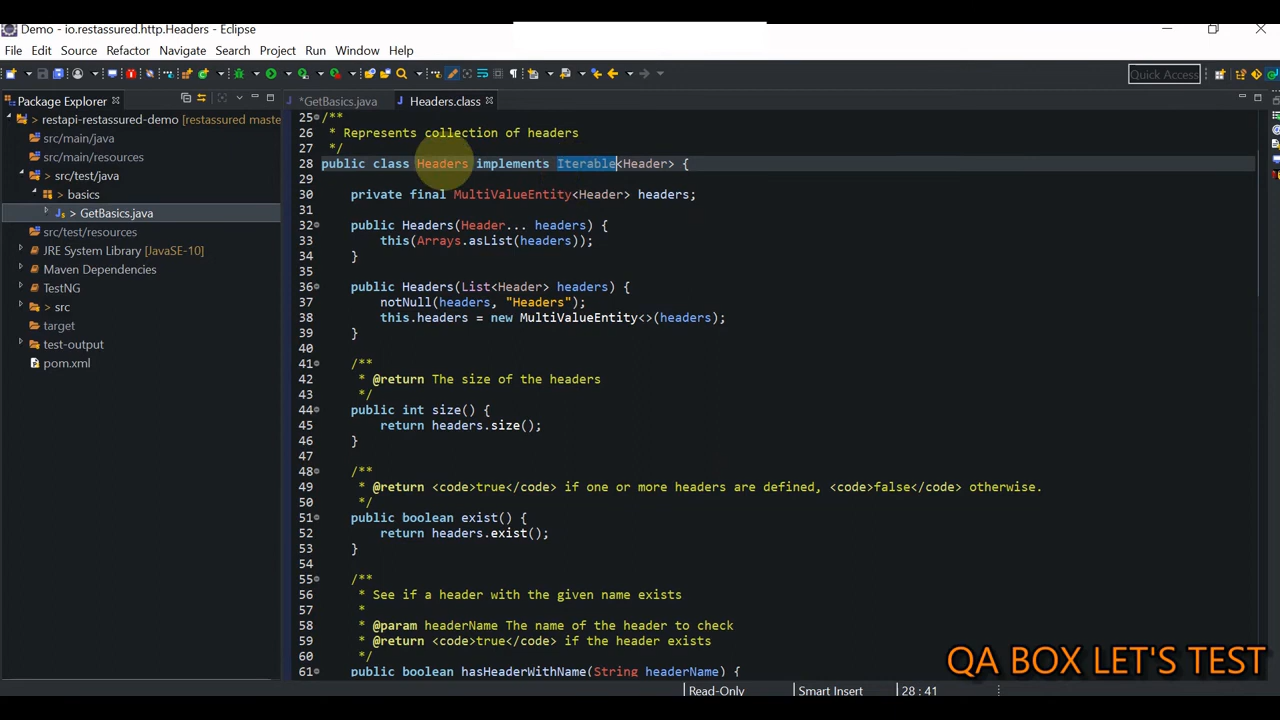 Demo - io.restassured.http.Headers - Eclipse
File Edit Source Refactor Navigate Search Project Run Window Help
Quick Access
Package Explorer
*GetBasics.java
Headers.class
> restapi-restassured-demo [restassured maste
src/main/java
src/main/resources
> src/test/java
> basics
> GetBasics.java
src/test/resources
JRE System Library [JavaSE-10]
Maven Dependencies
TestNG
> src
target
test-output
pom.xml
25 /**
26 * Represents collection of headers
27 */
28 public class Headers implements Iterable<Header> {
29
30 private final MultiValueEntity<Header> headers;
31
32 public Headers(Header... headers) {
33 this(Arrays.asList(headers));
34 }
35
36 public Headers(List<Header> headers) {
37 notNull(headers, "Headers");
38 this.headers = new MultiValueEntity<>(headers);
39 }
40
41 /**
42 * @return The size of the headers
43 */
44 public int size() {
45 return headers.size();
46 }
47
48 /**
49 * @return <code>true</code> if one or more headers are defined, <code>false</code> otherwise.
50 */
51 public boolean exist() {
52 return headers.exist();
53 }
54
55 /**
56 * See if a header with the given name exists
57 *
58 * @param headerName The name of the header to check
59 * @return <code>true</code> if the header exists
60 */
61 public boolean hasHeaderWithName(String headerName) {
QA BOX LET'S TEST
Read-Only Smart Insert 28 : 41